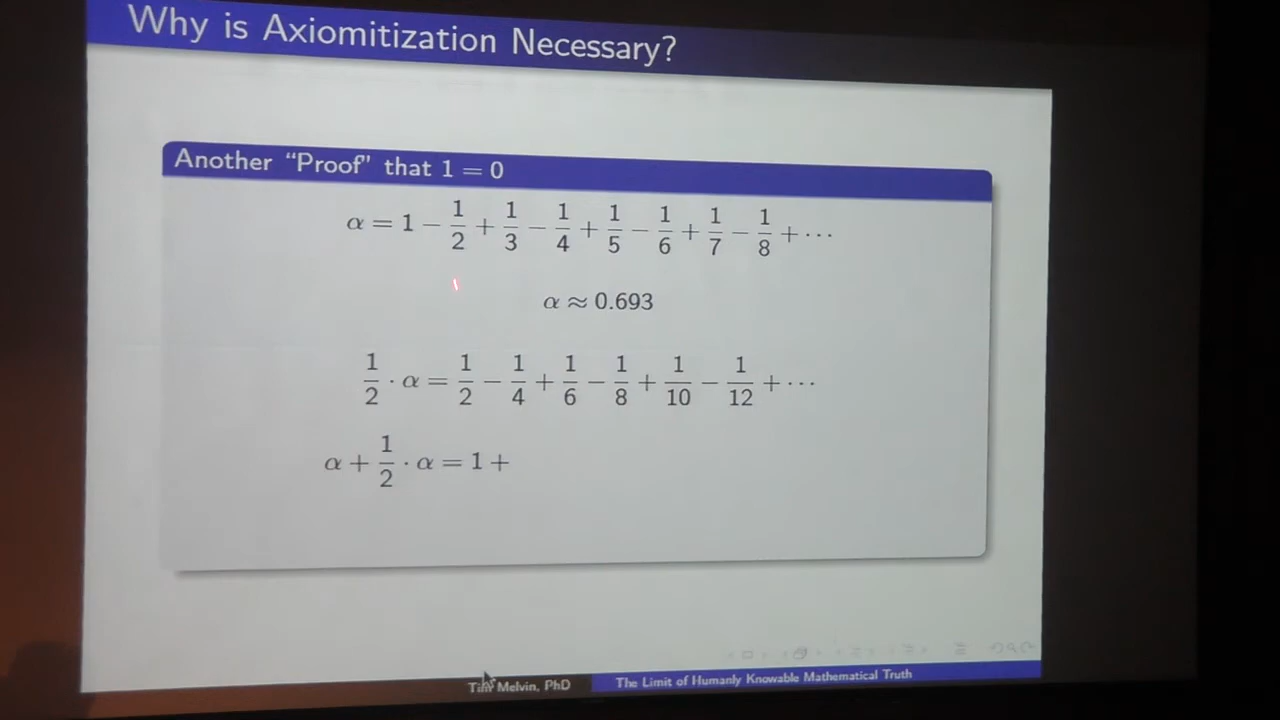 Why is Axiomitization Necessary?
Another “Proof” that 1 = 0
α = 1 − 1/2 + 1/3 − 1/4 + 1/5 − 1/6 + 1/7 − 1/8 + ⋯
α ≈ 0.693
1/2 · α = 1/2 − 1/4 + 1/6 − 1/8 + 1/10 − 1/12 + ⋯
α + 1/2 · α = 1 +
Tim Melvin, PhD
The Limit of Humanly Knowable Mathematical Truth